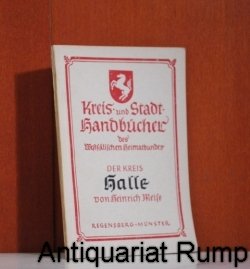 Kreis- und Stadt-
Handbücher
des
Westfälischen Heimatbundes
DER KREIS
Halle
von Heinrich Meise
REGENSBERG-MÜNSTER
Antiquariat Rump